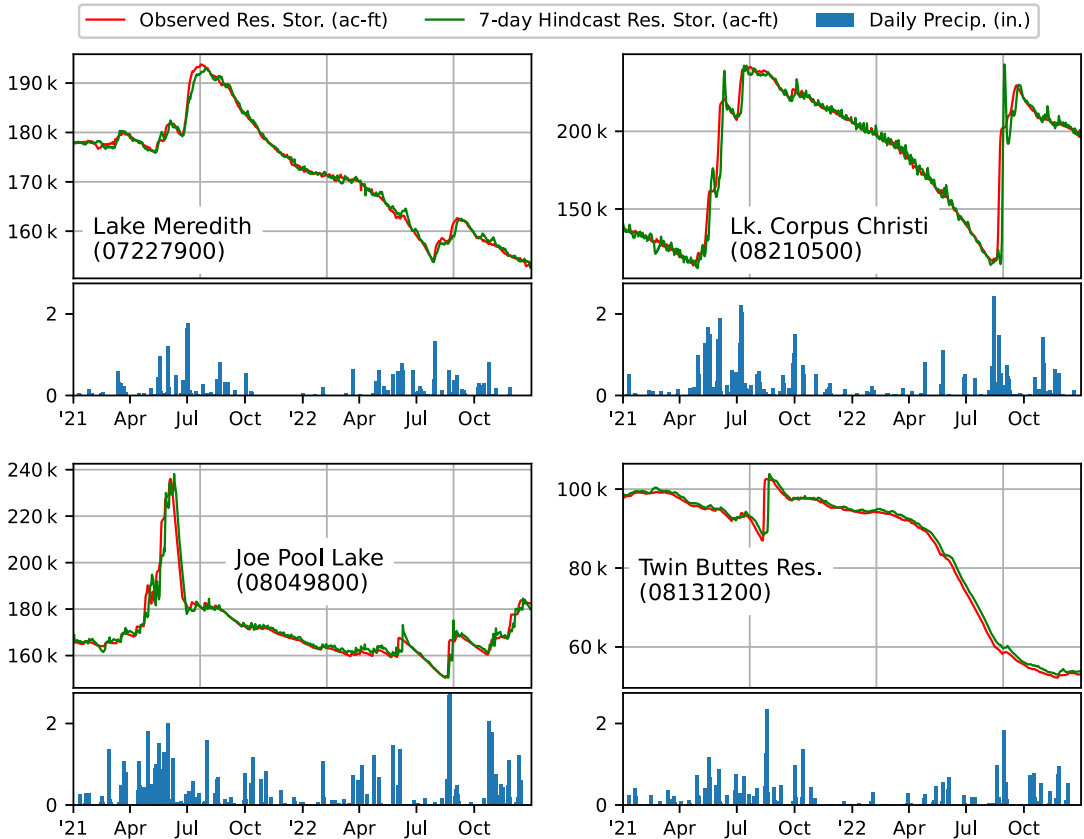 Observed Res. Stor. (ac-ft) 7-day Hindcast Res. Stor. (ac-ft) Daily Precip. (in.)
190 k
180 k
170 k
160 k
Lake Meredith
(07227900)
2
0
'21 Apr Jul Oct '22 Apr Jul Oct
200 k
150 k
Lk. Corpus Christi
(08210500)
2
0
'21 Apr Jul Oct '22 Apr Jul Oct
240 k
220 k
200 k
180 k
160 k
Joe Pool Lake
(08049800)
2
0
'21 Apr Jul Oct '22 Apr Jul Oct
100 k
80 k
60 k
Twin Buttes Res.
(08131200)
2
0
'21 Apr Jul Oct '22 Apr Jul Oct